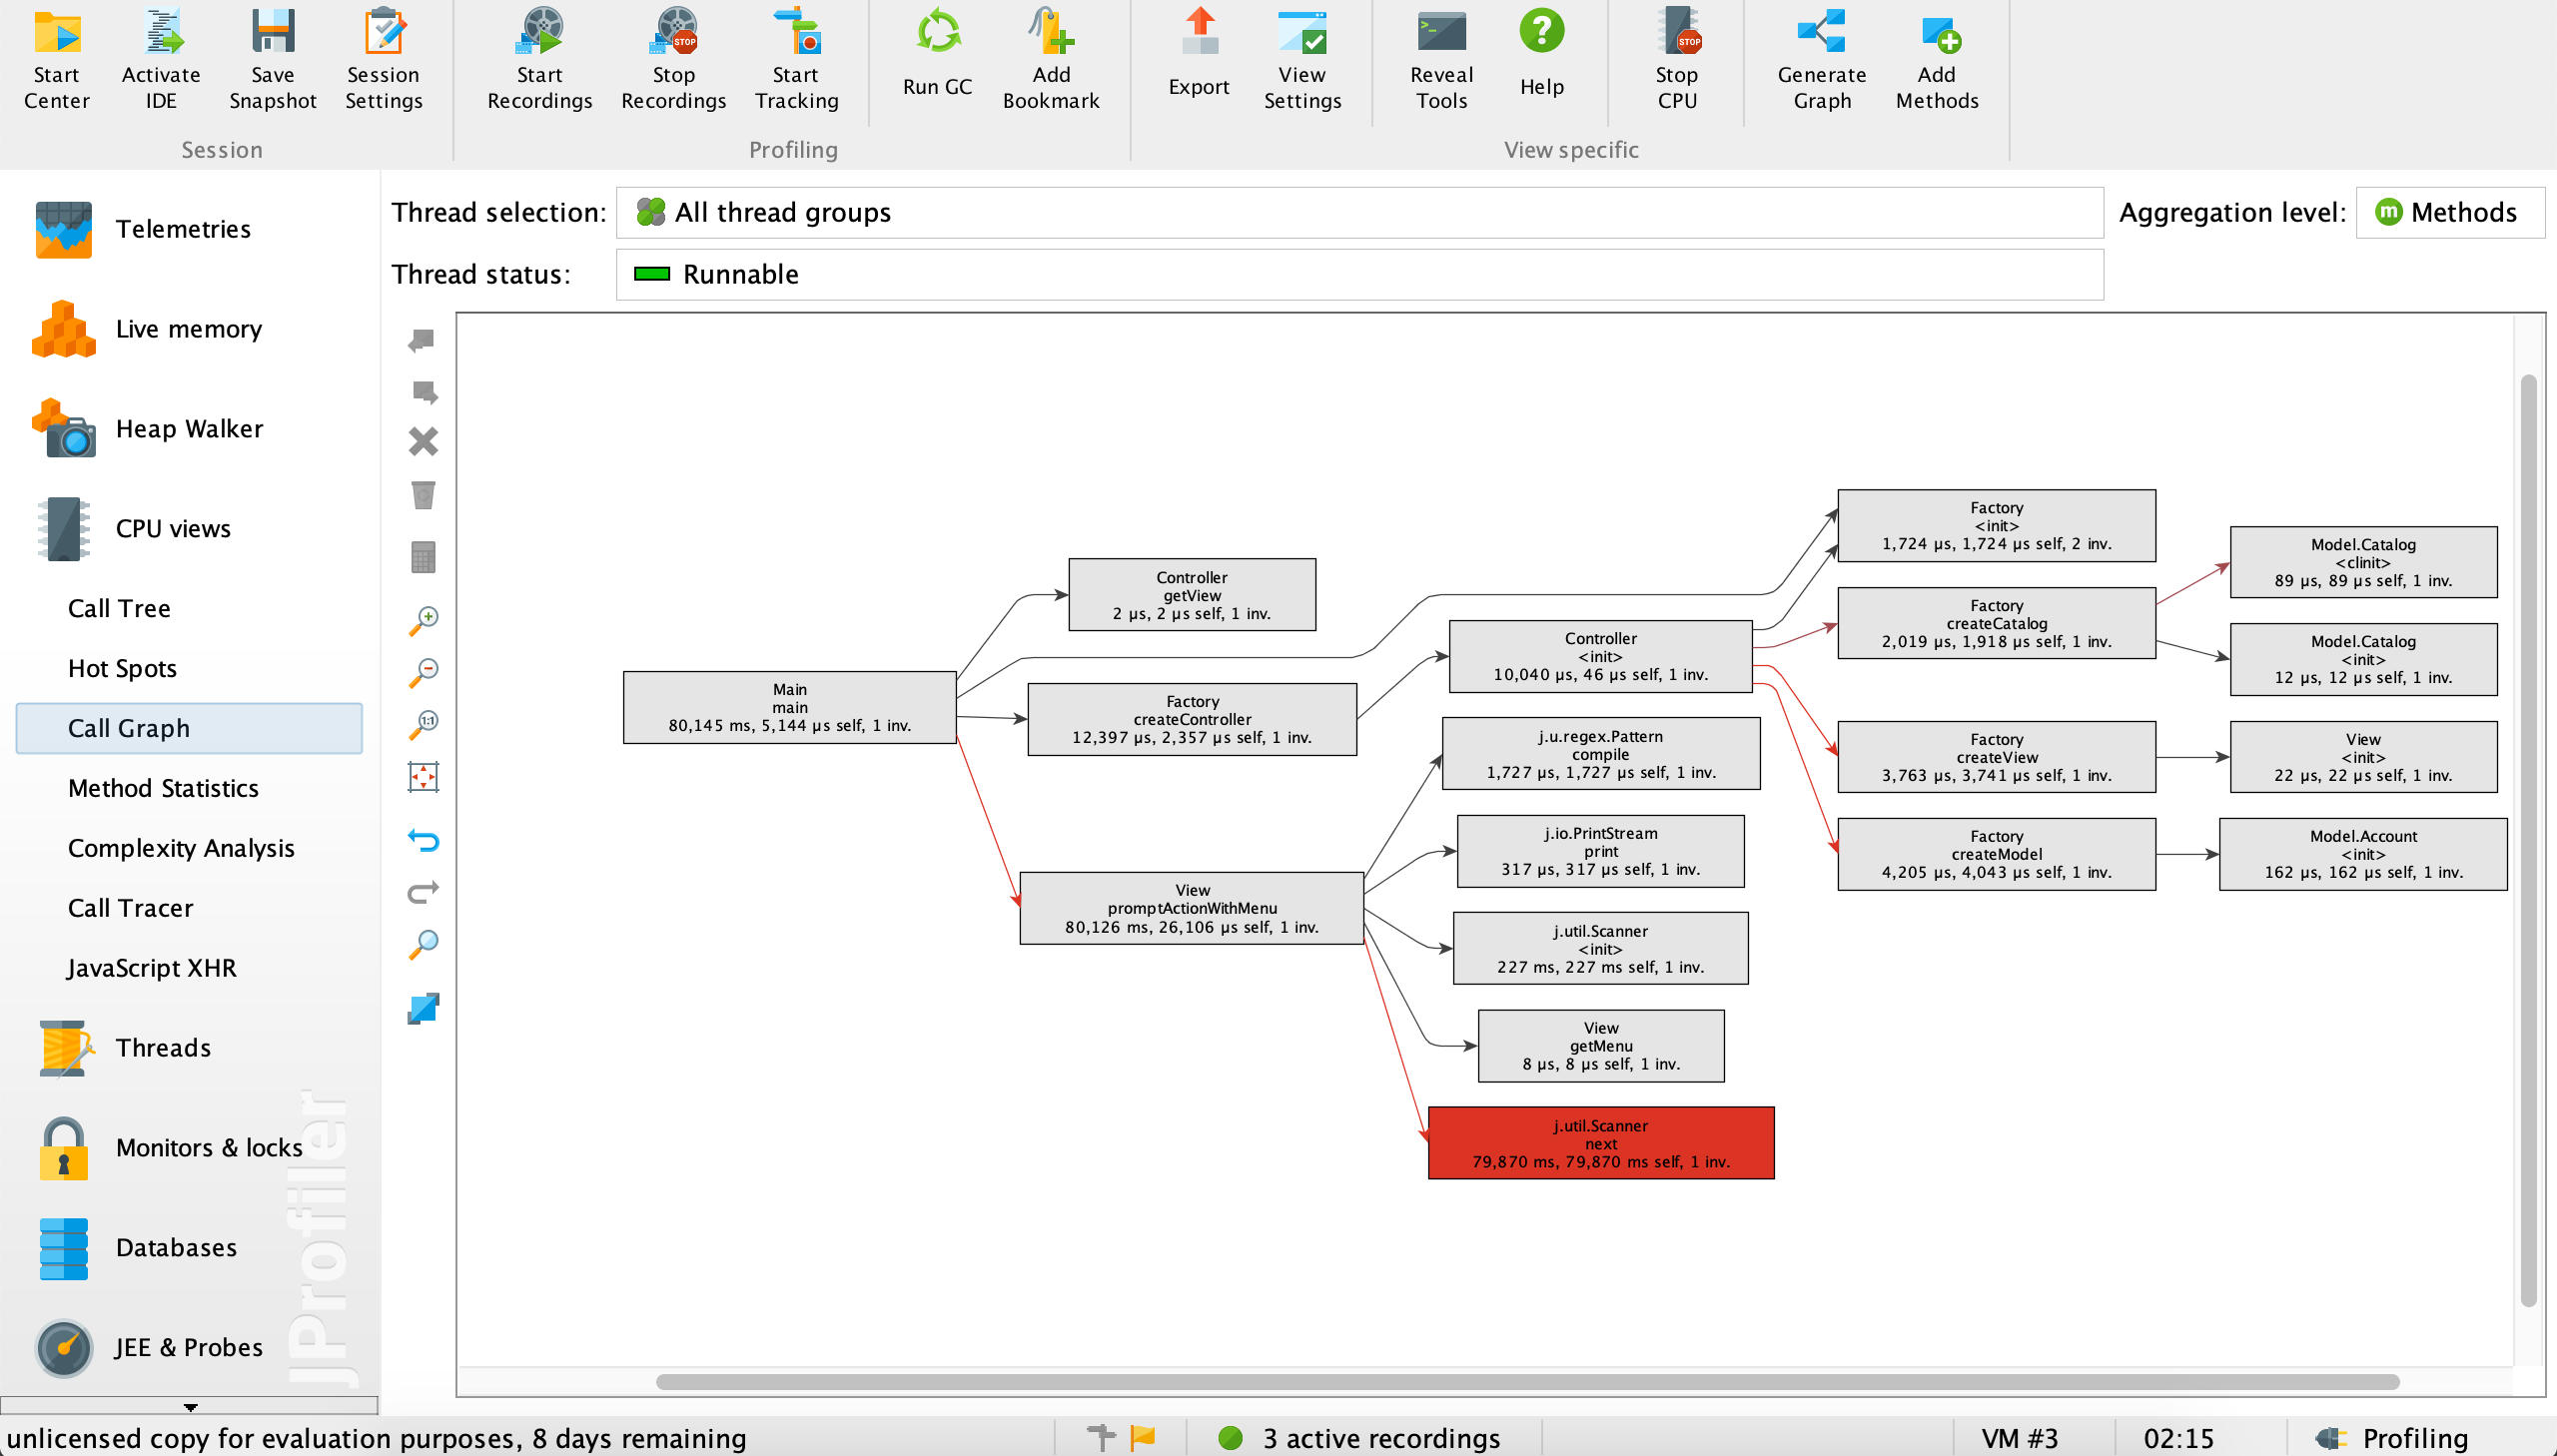 Start Center
Activate IDE
Save Snapshot
Session Settings
Start Recordings
Stop Recordings
Start Tracking
Run GC
Add Bookmark
Export
View Settings
Reveal Tools
Help
Stop CPU
Generate Graph
Add Methods
Session
Profiling
View specific
Thread selection:
All thread groups
Aggregation level:
Methods
Thread status:
Runnable
Telemetries
Live memory
Heap Walker
CPU views
Call Tree
Hot Spots
Call Graph
Method Statistics
Complexity Analysis
Call Tracer
JavaScript XHR
Threads
Monitors & locks
Databases
JEE & Probes
JProfiler
Main
main
80,145 ms, 5,144 µs self, 1 inv.
Controller
getView
2 µs, 2 µs self, 1 inv.
Factory
createController
12,397 µs, 2,357 µs self, 1 inv.
View
promptActionWithMenu
80,126 ms, 26,106 µs self, 1 inv.
Controller
<init>
10,040 µs, 46 µs self, 1 inv.
j.u.regex.Pattern
compile
1,727 µs, 1,727 µs self, 1 inv.
j.io.PrintStream
print
317 µs, 317 µs self, 1 inv.
j.util.Scanner
<init>
227 ms, 227 ms self, 1 inv.
View
getMenu
8 µs, 8 µs self, 1 inv.
j.util.Scanner
next
79,870 ms, 79,870 ms self, 1 inv.
Factory
<init>
1,724 µs, 1,724 µs self, 2 inv.
Factory
createCatalog
2,019 µs, 1,918 µs self, 1 inv.
Factory
createView
3,763 µs, 3,741 µs self, 1 inv.
Factory
createModel
4,205 µs, 4,043 µs self, 1 inv.
Model.Catalog
<clinit>
89 µs, 89 µs self, 1 inv.
Model.Catalog
<init>
12 µs, 12 µs self, 1 inv.
View
<init>
22 µs, 22 µs self, 1 inv.
Model.Account
<init>
162 µs, 162 µs self, 1 inv.
unlicensed copy for evaluation purposes, 8 days remaining
3 active recordings
VM #3
02:15
Profiling